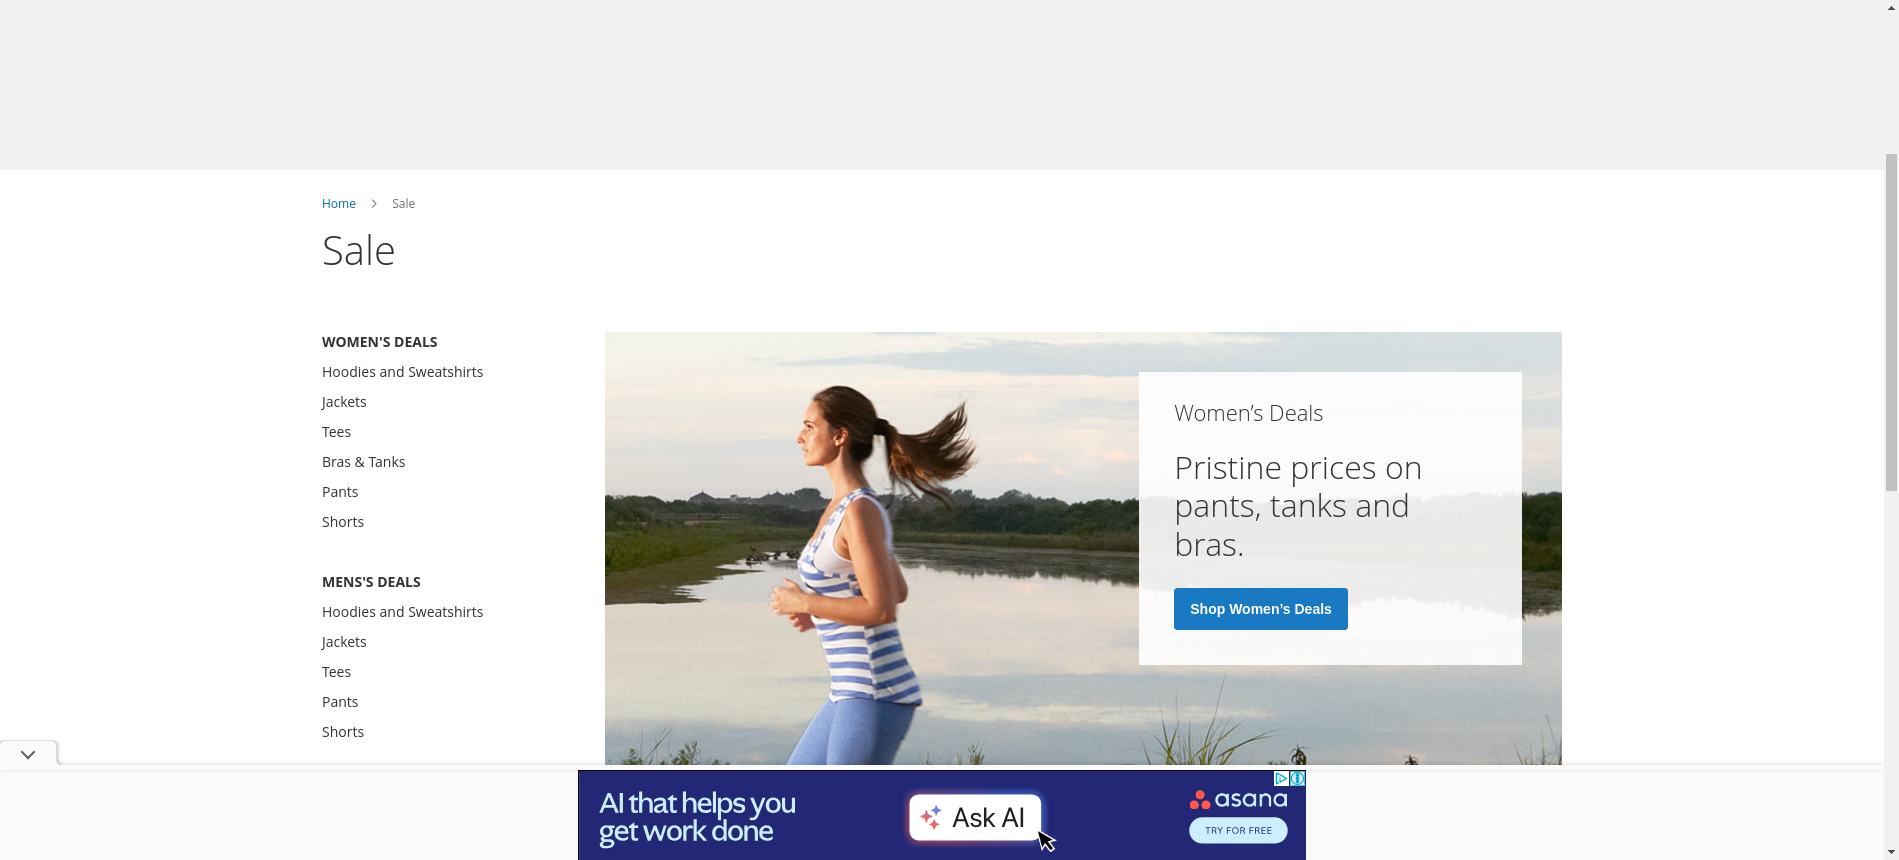 Home > Sale
Sale
WOMEN'S DEALS
Hoodies and Sweatshirts
Jackets
Tees
Bras & Tanks
Pants
Shorts
MENS'S DEALS
Hoodies and Sweatshirts
Jackets
Tees
Pants
Shorts
Women’s Deals
Pristine prices on
pants, tanks and
bras.
Shop Women’s Deals
AI that helps you
get work done
Ask AI
asana
TRY FOR FREE